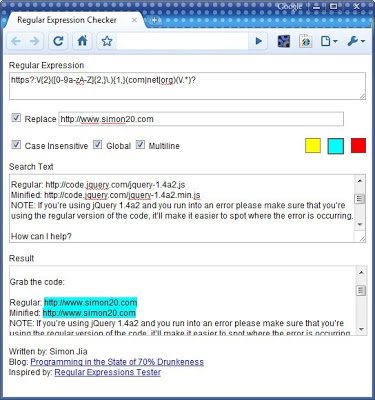 Google
Regular Expression Checker
Regular Expression
https?:\/{2}([0-9a-zA-Z]{2,}\.){1,}(com|net|org)(\/.*)?
Replace http://www.simon20.com
Case Insensitive Global Multiline
Search Text
Regular: http://code.jquery.com/jquery-1.4a2.js
Minified: http://code.jquery.com/jquery-1.4a2.min.js
NOTE: If you're using jQuery 1.4a2 and you run into an error please make sure that you're
using the regular version of the code, it'll make it easier to spot where the error is occurring.
How can I help?
Result
Grab the code:
Regular: http://www.simon20.com
Minified: http://www.simon20.com
NOTE: If you're using jQuery 1.4a2 and you run into an error please make sure that you're
using the regular version of the code, it'll make it easier to spot where the error is occurring.
Written by: Simon Jia
Blog: Programming in the State of 70% Drunkeness
Inspired by: Regular Expressions Tester